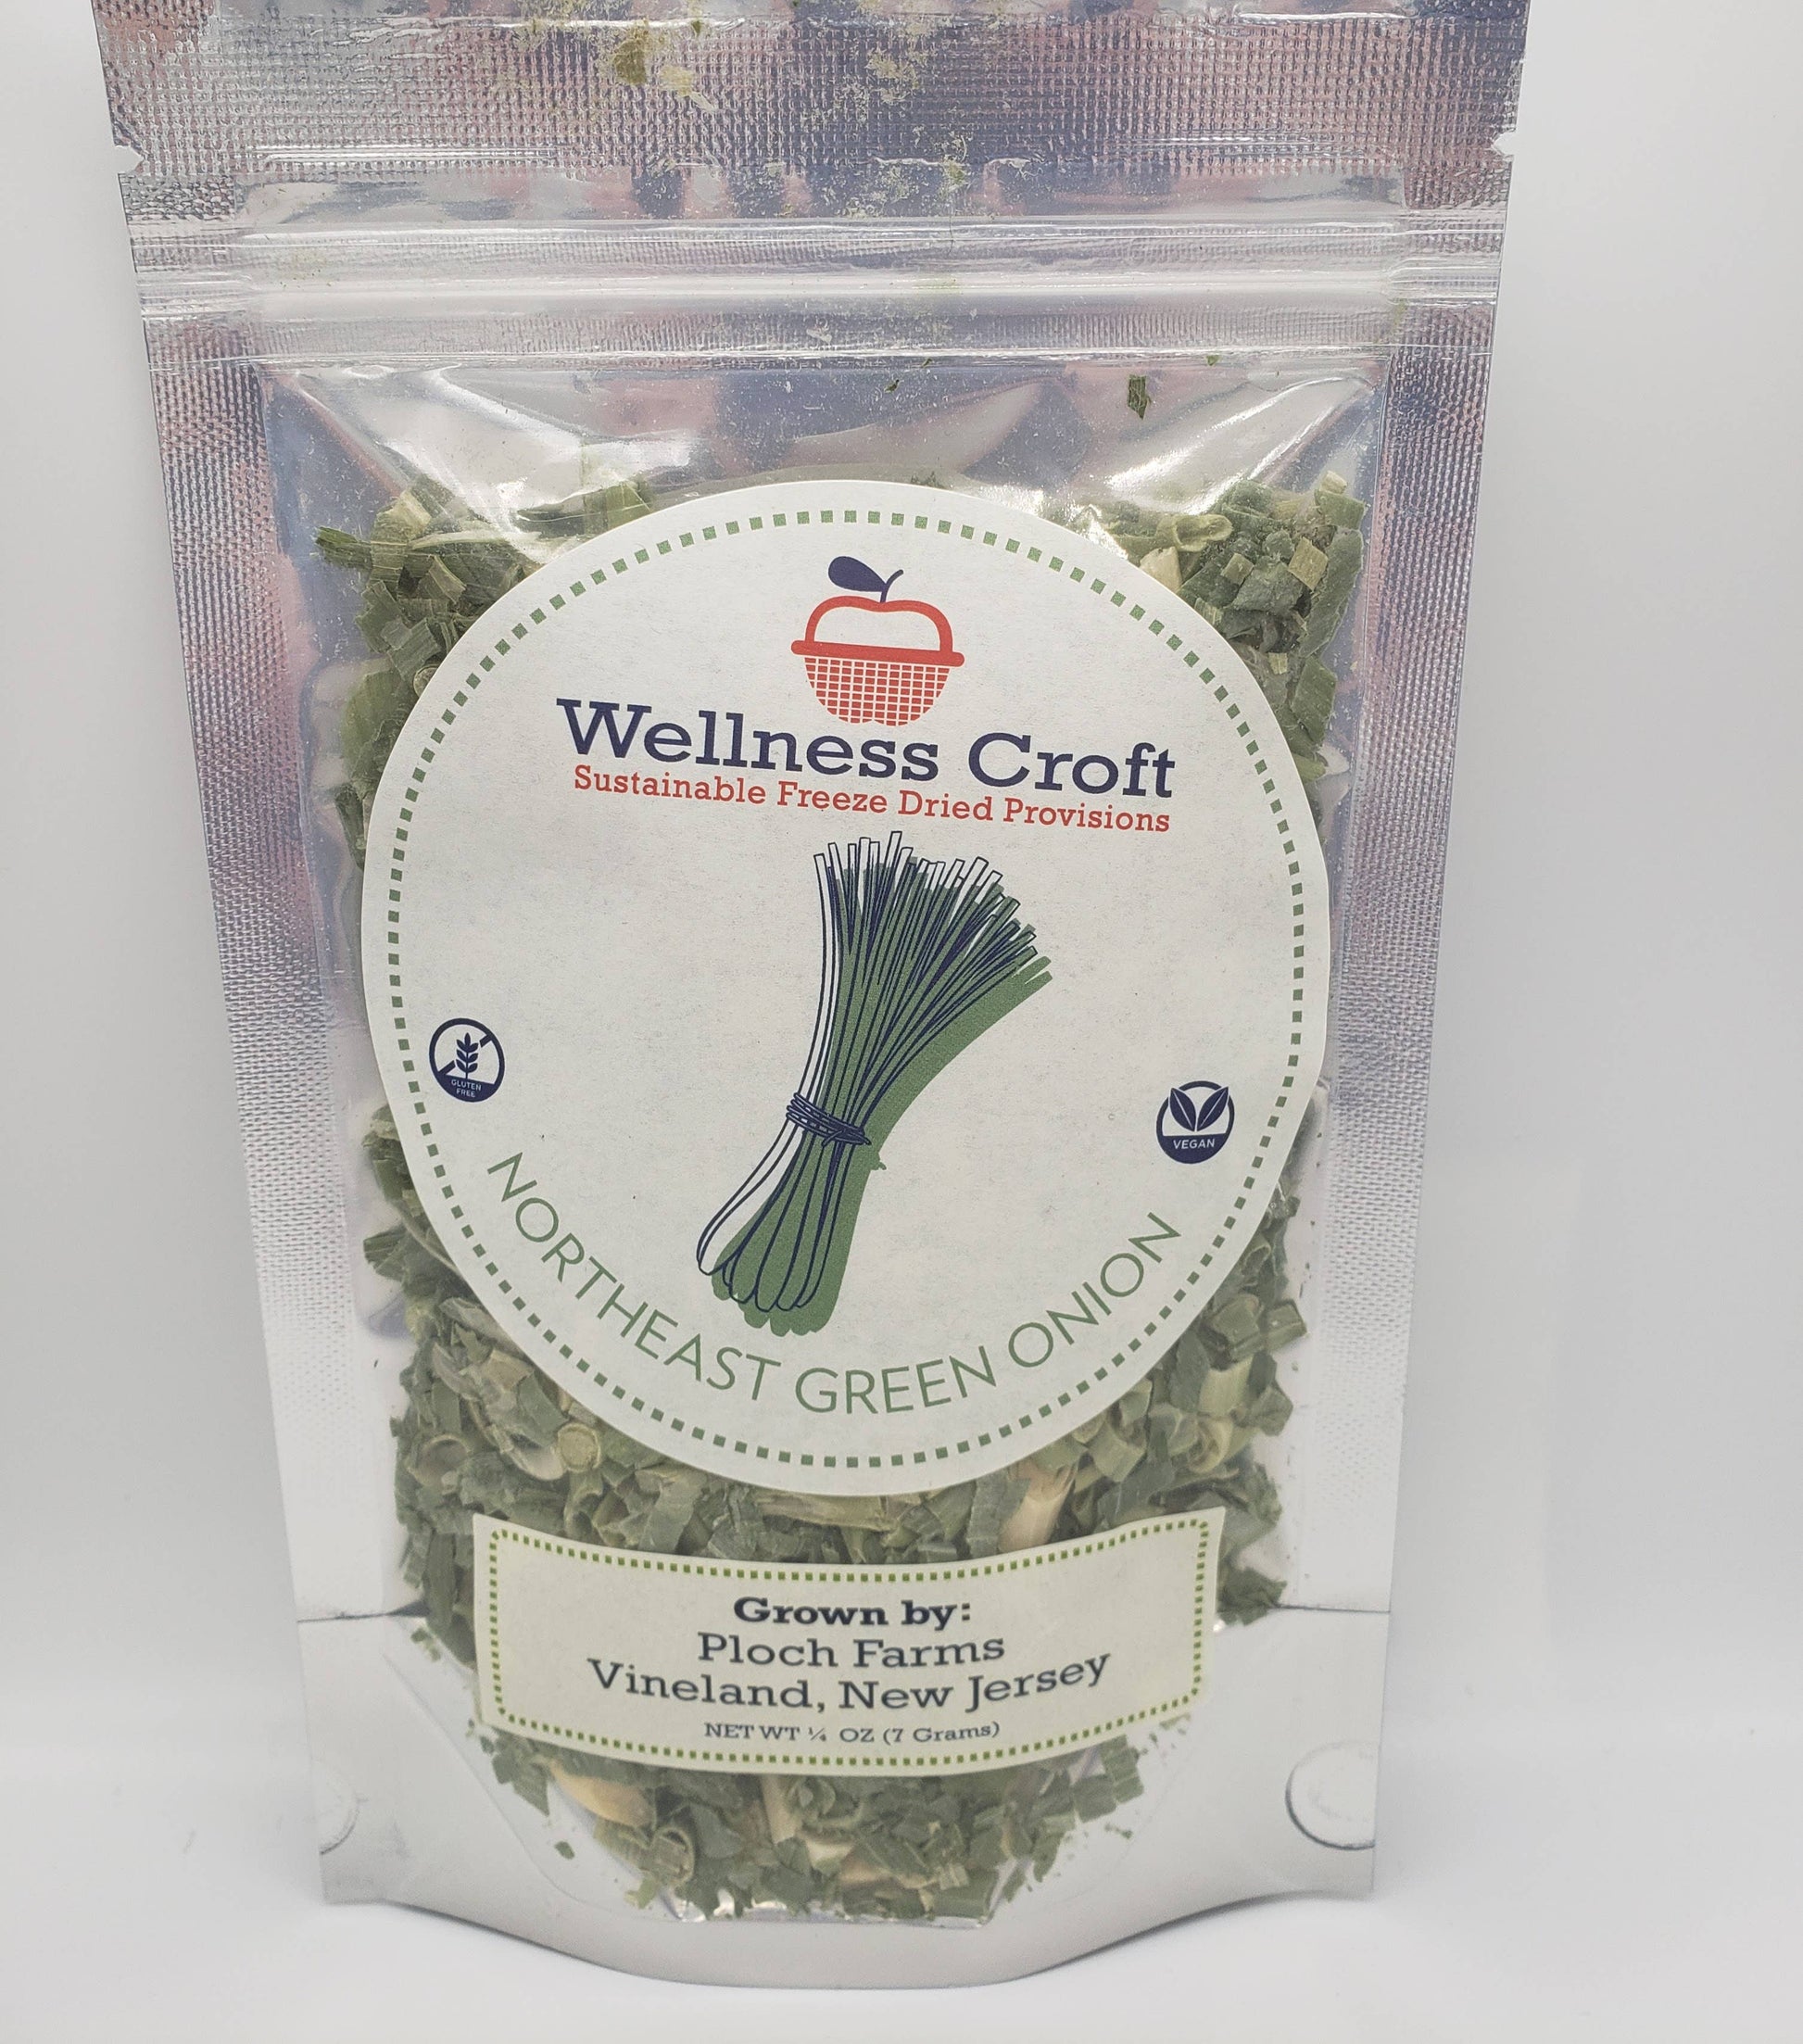 Wellness Croft
Sustainable Freeze Dried Provisions
GLUTEN
FREE
VEGAN
NORTHEAST GREEN ONION
Grown by:
Ploch Farms
Vineland, New Jersey
NET WT ¼ OZ (7 Grams)